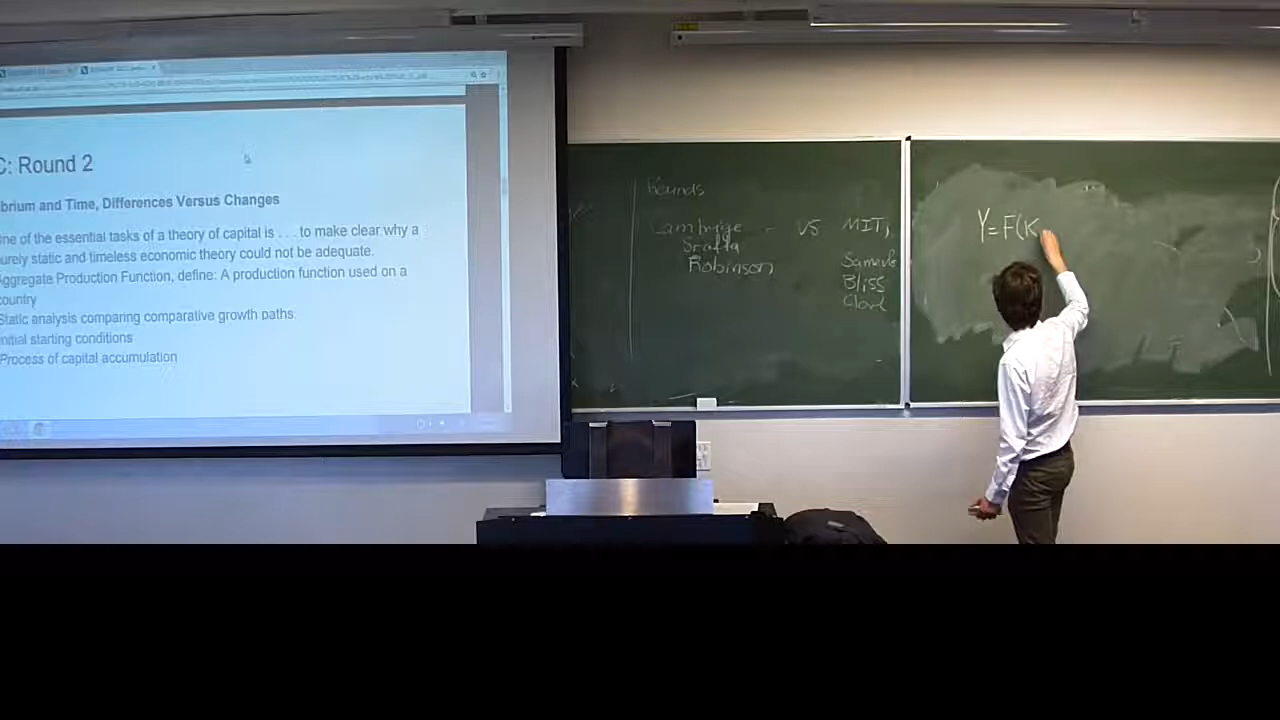 C: Round 2
brium and Time, Differences Versus Changes
ne of the essential tasks of a theory of capital is . . . to make clear why a
urely static and timeless economic theory could not be adequate.
Aggregate Production Function, define: A production function used on a
country
Static analysis comparing comparative growth paths.
nitial starting conditions
Process of capital accumulation
Rounds
Cambridge - VS MIT,
Sraffa
Robinson
Bliss
Y=F(K